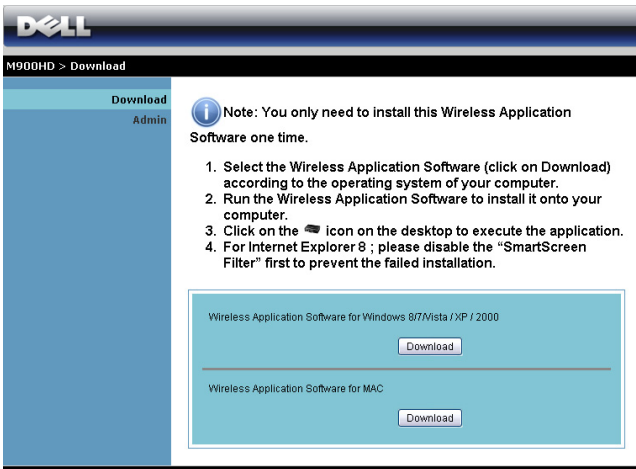 DELL
M900HD > Download
Download
Admin
Note: You only need to install this Wireless Application
Software one time.
1. Select the Wireless Application Software (click on Download)
according to the operating system of your computer.
2. Run the Wireless Application Software to install it onto your
computer.
3. Click on the icon on the desktop to execute the application.
4. For Internet Explorer 8 ; please disable the “SmartScreen
Filter” first to prevent the failed installation.
Wireless Application Software for Windows 8/7/Vista / XP / 2000
Download
Wireless Application Software for MAC
Download